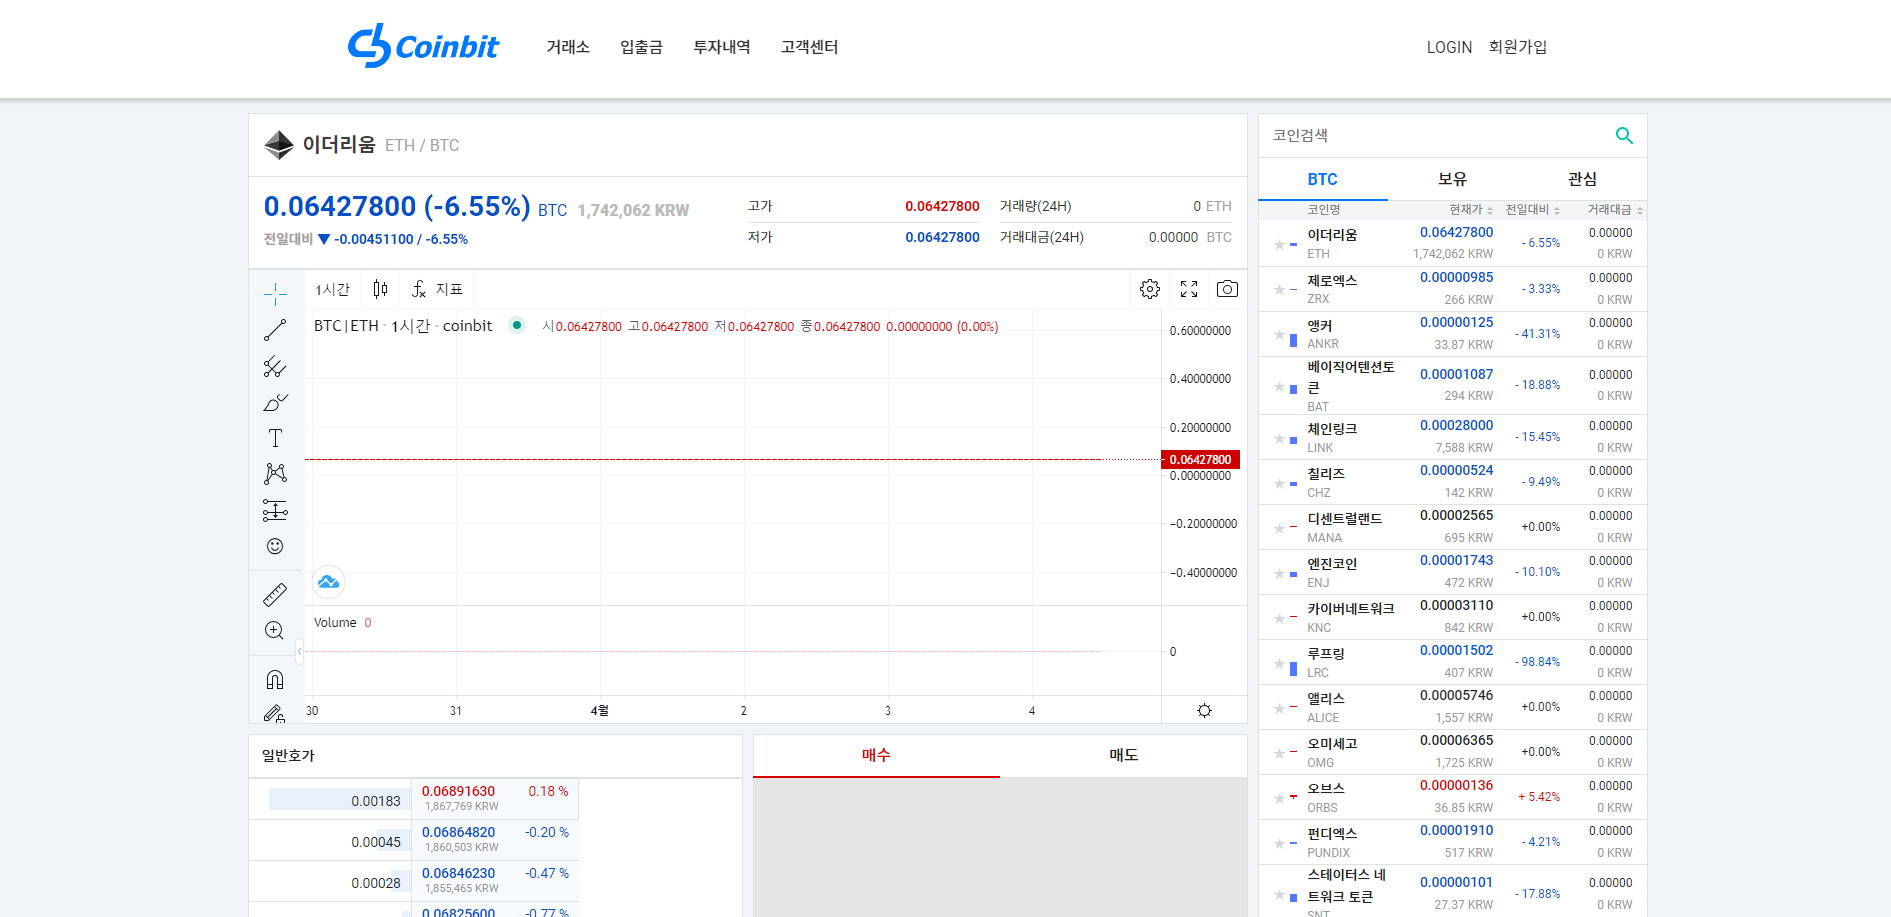 Coinbit 거래소 입출금 투자내역 고객센터 LOGIN 회원가입
이더리움 ETH / BTC
0.06427800 (-6.55%) BTC 1,742,062 KRW
전일대비 ▼ -0.00451100 / -6.55%
고가 0.06427800 거래량(24H) 0 ETH
저가 0.06427800 거래대금(24H) 0.00000 BTC
1시간 지표
BTC|ETH · 1시간 · coinbit 시0.06427800 고0.06427800 저0.06427800 종0.06427800 0.00000000 (0.00%)
0.60000000
0.40000000
0.20000000
0.06427800
0.00000000
-0.20000000
-0.40000000
Volume 0
0
30 31 4월 2 3 4
일반호가
0.00183 0.06891630 0.18 %
1,867,769 KRW
0.00045 0.06864820 -0.20 %
1,860,503 KRW
0.00028 0.06846230 -0.47 %
1,855,465 KRW
0.06825600 -0.77 %
매수 매도
코인검색
BTC 보유 관심
코인명 현재가 전일대비 거래대금
이더리움 0.06427800 - 6.55% 0.00000
ETH 1,742,062 KRW 0 KRW
제로엑스 0.00000985 - 3.33% 0.00000
ZRX 266 KRW 0 KRW
앵커 0.00000125 - 41.31% 0.00000
ANKR 33.87 KRW 0 KRW
베이직어텐션토
큰 0.00001087 - 18.88% 0.00000
BAT 294 KRW 0 KRW
체인링크 0.00028000 - 15.45% 0.00000
LINK 7,588 KRW 0 KRW
칠리즈 0.00000524 - 9.49% 0.00000
CHZ 142 KRW 0 KRW
디센트럴랜드 0.00002565 +0.00% 0.00000
MANA 695 KRW 0 KRW
엔진코인 0.00001743 - 10.10% 0.00000
ENJ 472 KRW 0 KRW
카이버네트워크 0.00003110 +0.00% 0.00000
KNC 842 KRW 0 KRW
루프링 0.00001502 - 98.84% 0.00000
LRC 407 KRW 0 KRW
앨리스 0.00005746 +0.00% 0.00000
ALICE 1,557 KRW 0 KRW
오미세고 0.00006365 +0.00% 0.00000
OMG 1,725 KRW 0 KRW
오브스 0.00000136 + 5.42% 0.00000
ORBS 36.85 KRW 0 KRW
펀디엑스 0.00001910 - 4.21% 0.00000
PUNDIX 517 KRW 0 KRW
스테이터스 네
트워크 토큰 0.00000101 - 17.88% 0.00000
SNT 27.37 KRW 0 KRW